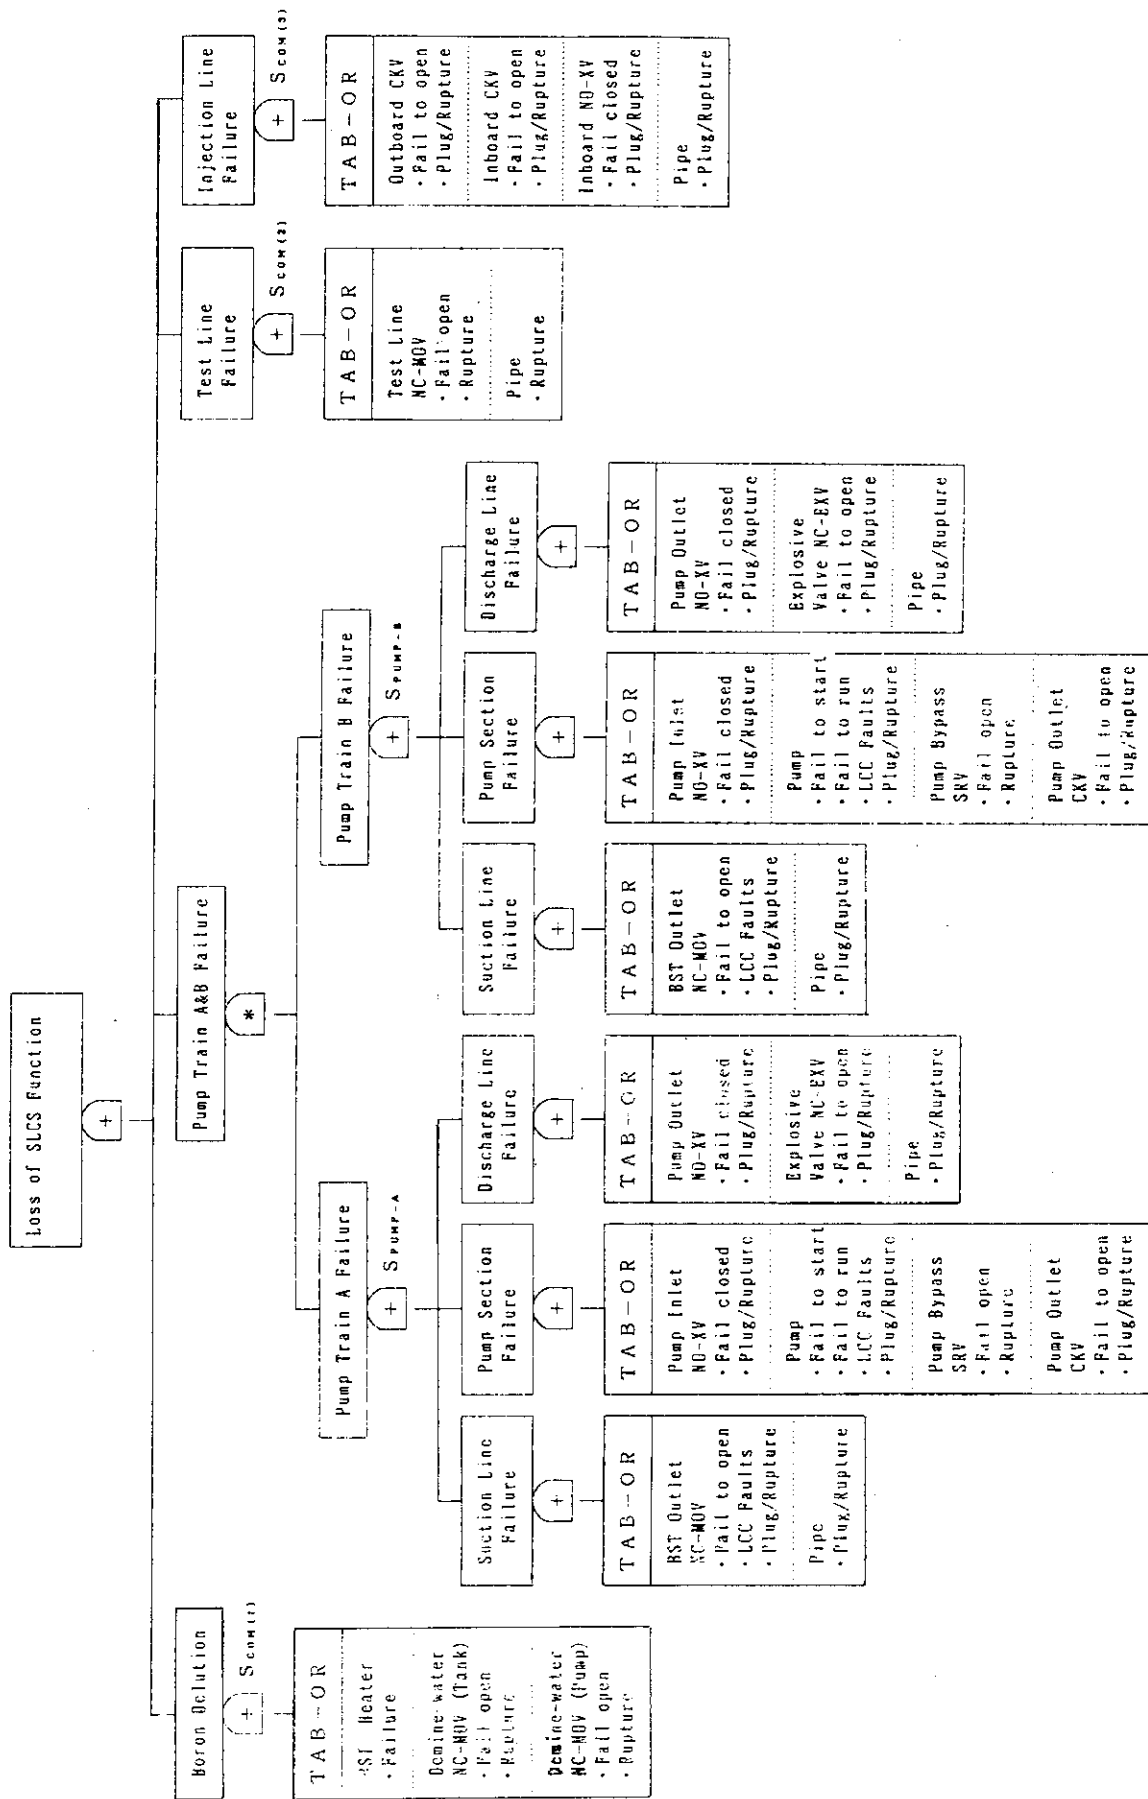 Loss of SLCS Function
+
Boron Delution
+
S COM(1)
TAB-OR
BST Heater
・Failure
Demine-water
NC-MOV (Tank)
・Fail open
・Rupture
Demine-water
NC-MOV (Pump)
・Fail open
・Rupture
Pump Train A&B Failure
*
Pump Train A Failure
+
S PUMP-A
Suction Line
Failure
+
TAB-OR
BST Outlet
NC-MOV
・Fail to open
・LCC Faults
・Plug/Rupture
Pipe
・Plug/Rupture
Pump Section
Failure
+
TAB-OR
Pump Inlet
NO-XV
・Fail closed
・Plug/Rupture
Pump
・Fail to start
・Fail to run
・LCC Faults
・Plug/Rupture
Pump Bypass
SRV
・Fail open
・Rupture
Pump Outlet
CKV
・Fail to open
・Plug/Rupture
Discharge Line
Failure
+
TAB-OR
Pump Outlet
NO-XV
・Fail closed
・Plug/Rupture
Explosive
Valve NC-EXV
・Fail to open
・Plug/Rupture
Pipe
・Plug/Rupture
Pump Train B Failure
+
S PUMP-B
Suction Line
Failure
+
TAB-OR
BST Outlet
NC-MOV
・Fail to open
・LCC Faults
・Plug/Rupture
Pipe
・Plug/Rupture
Pump Section
Failure
+
TAB-OR
Pump Inlet
NO-XV
・Fail closed
・Plug/Rupture
Pump
・Fail to start
・Fail to run
・LCC Faults
・Plug/Rupture
Pump Bypass
SRV
・Fail open
・Rupture
Pump Outlet
CKV
・Fail to open
・Plug/Rupture
Discharge Line
Failure
+
TAB-OR
Pump Outlet
NO-XV
・Fail closed
・Plug/Rupture
Explosive
Valve NC-EXV
・Fail to open
・Plug/Rupture
Pipe
・Plug/Rupture
Test Line
Failure
+
S COM(2)
TAB-OR
Test Line
NC-MOV
・Fail open
・Rupture
Pipe
・Rupture
Injection Line
Failure
+
S COM(3)
TAB-OR
Outboard CKV
・Fail to open
・Plug/Rupture
Inboard CKV
・Fail to open
・Plug/Rupture
Inboard NO-XV
・Fail closed
・Plug/Rupture
Pipe
・Plug/Rupture